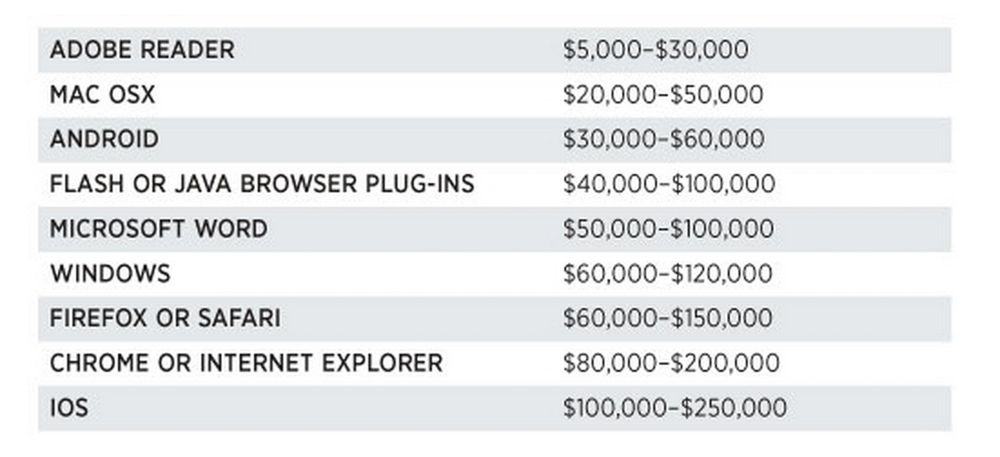 ADOBE READER $5,000–$30,000
MAC OSX $20,000–$50,000
ANDROID $30,000–$60,000
FLASH OR JAVA BROWSER PLUG-INS $40,000–$100,000
MICROSOFT WORD $50,000–$100,000
WINDOWS $60,000–$120,000
FIREFOX OR SAFARI $60,000–$150,000
CHROME OR INTERNET EXPLORER $80,000–$200,000
IOS $100,000–$250,000